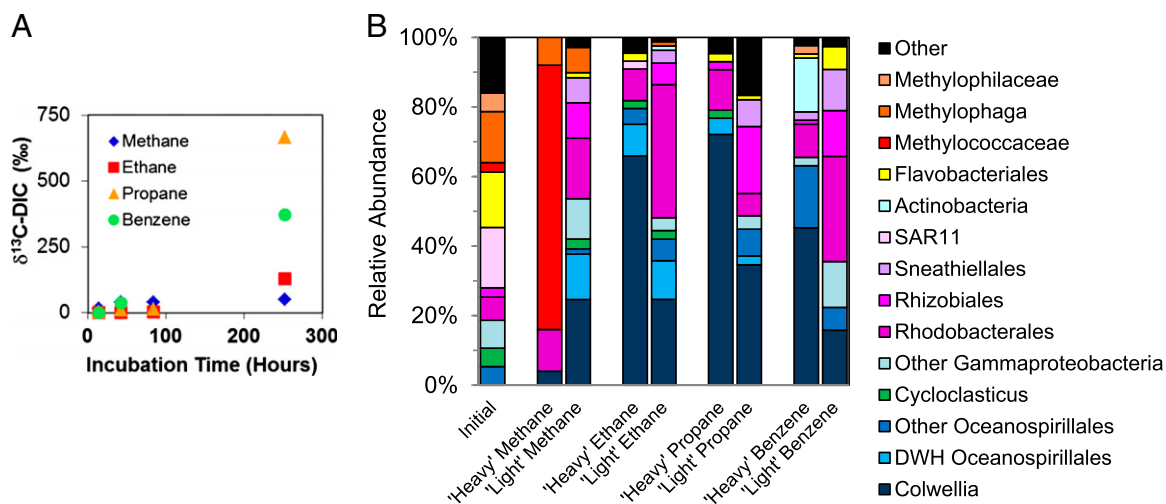 A
B
δ¹³C-DIC (‰)
750
500
250
0
Methane
Ethane
Propane
Benzene
0
100
200
300
Incubation Time (Hours)
Relative Abundance
100%
80%
60%
40%
20%
0%
Initial
'Heavy' Methane
'Light' Methane
'Heavy' Ethane
'Light' Ethane
'Heavy' Propane
'Light' Propane
'Heavy' Benzene
'Light' Benzene
Other
Methylophilaceae
Methylophaga
Methylococcaceae
Flavobacteriales
Actinobacteria
SAR11
Sneathiellales
Rhizobiales
Rhodobacterales
Other Gammaproteobacteria
Cycloclasticus
Other Oceanospirillales
DWH Oceanospirillales
Colwellia